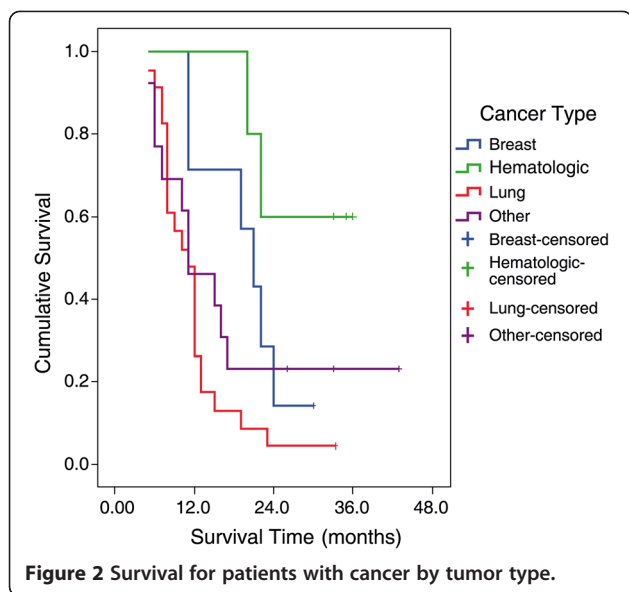 1.0
0.8
0.6
0.4
0.2
0.0
Cumulative Survival
0.00 12.0 24.0 36.0 48.0
Survival Time (months)
Cancer Type
Breast
Hematologic
Lung
Other
Breast-censored
Hematologic-
censored
Lung-censored
Other-censored
Figure 2 Survival for patients with cancer by tumor type.